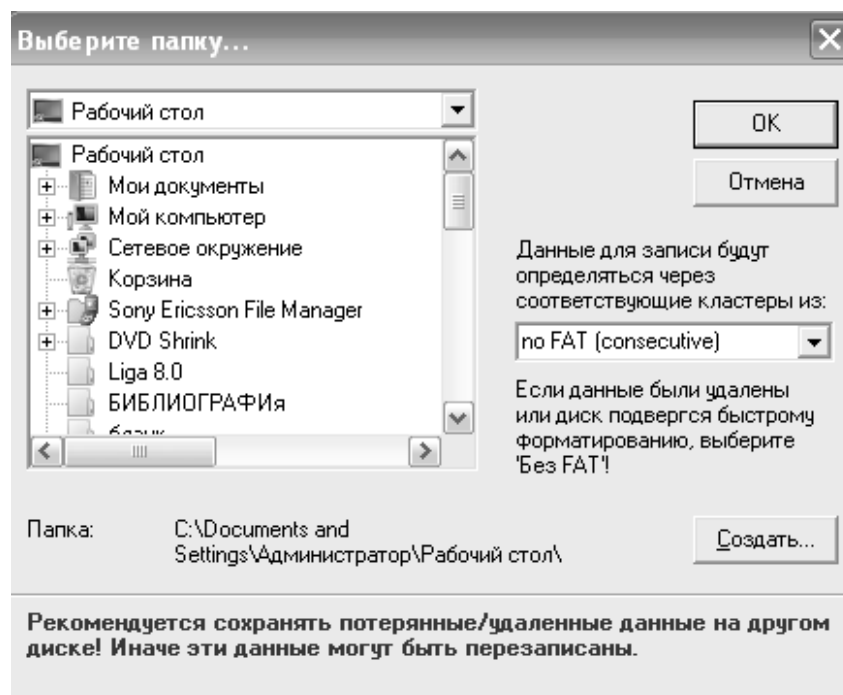 Выберите папку...
Рабочий стол
OK
Рабочий стол
Отмена
Мои документы
Мой компьютер
Сетевое окружение
Корзина
Sony Ericsson File Manager
DVD Shrink
Liga 8.0
БИБЛИОГРАФИя
бланк
Данные для записи будут
определяться через
соответствующие кластеры из:
no FAT (consecutive)
Если данные были удалены
или диск подвергся быстрому
форматированию, выберите
'Без FAT'!
Папка:
C:\Documents and
Settings\Администратор\Рабочий стол\
Создать...
Рекомендуется сохранять потерянные/удаленные данные на другом
диске! Иначе эти данные могут быть перезаписаны.